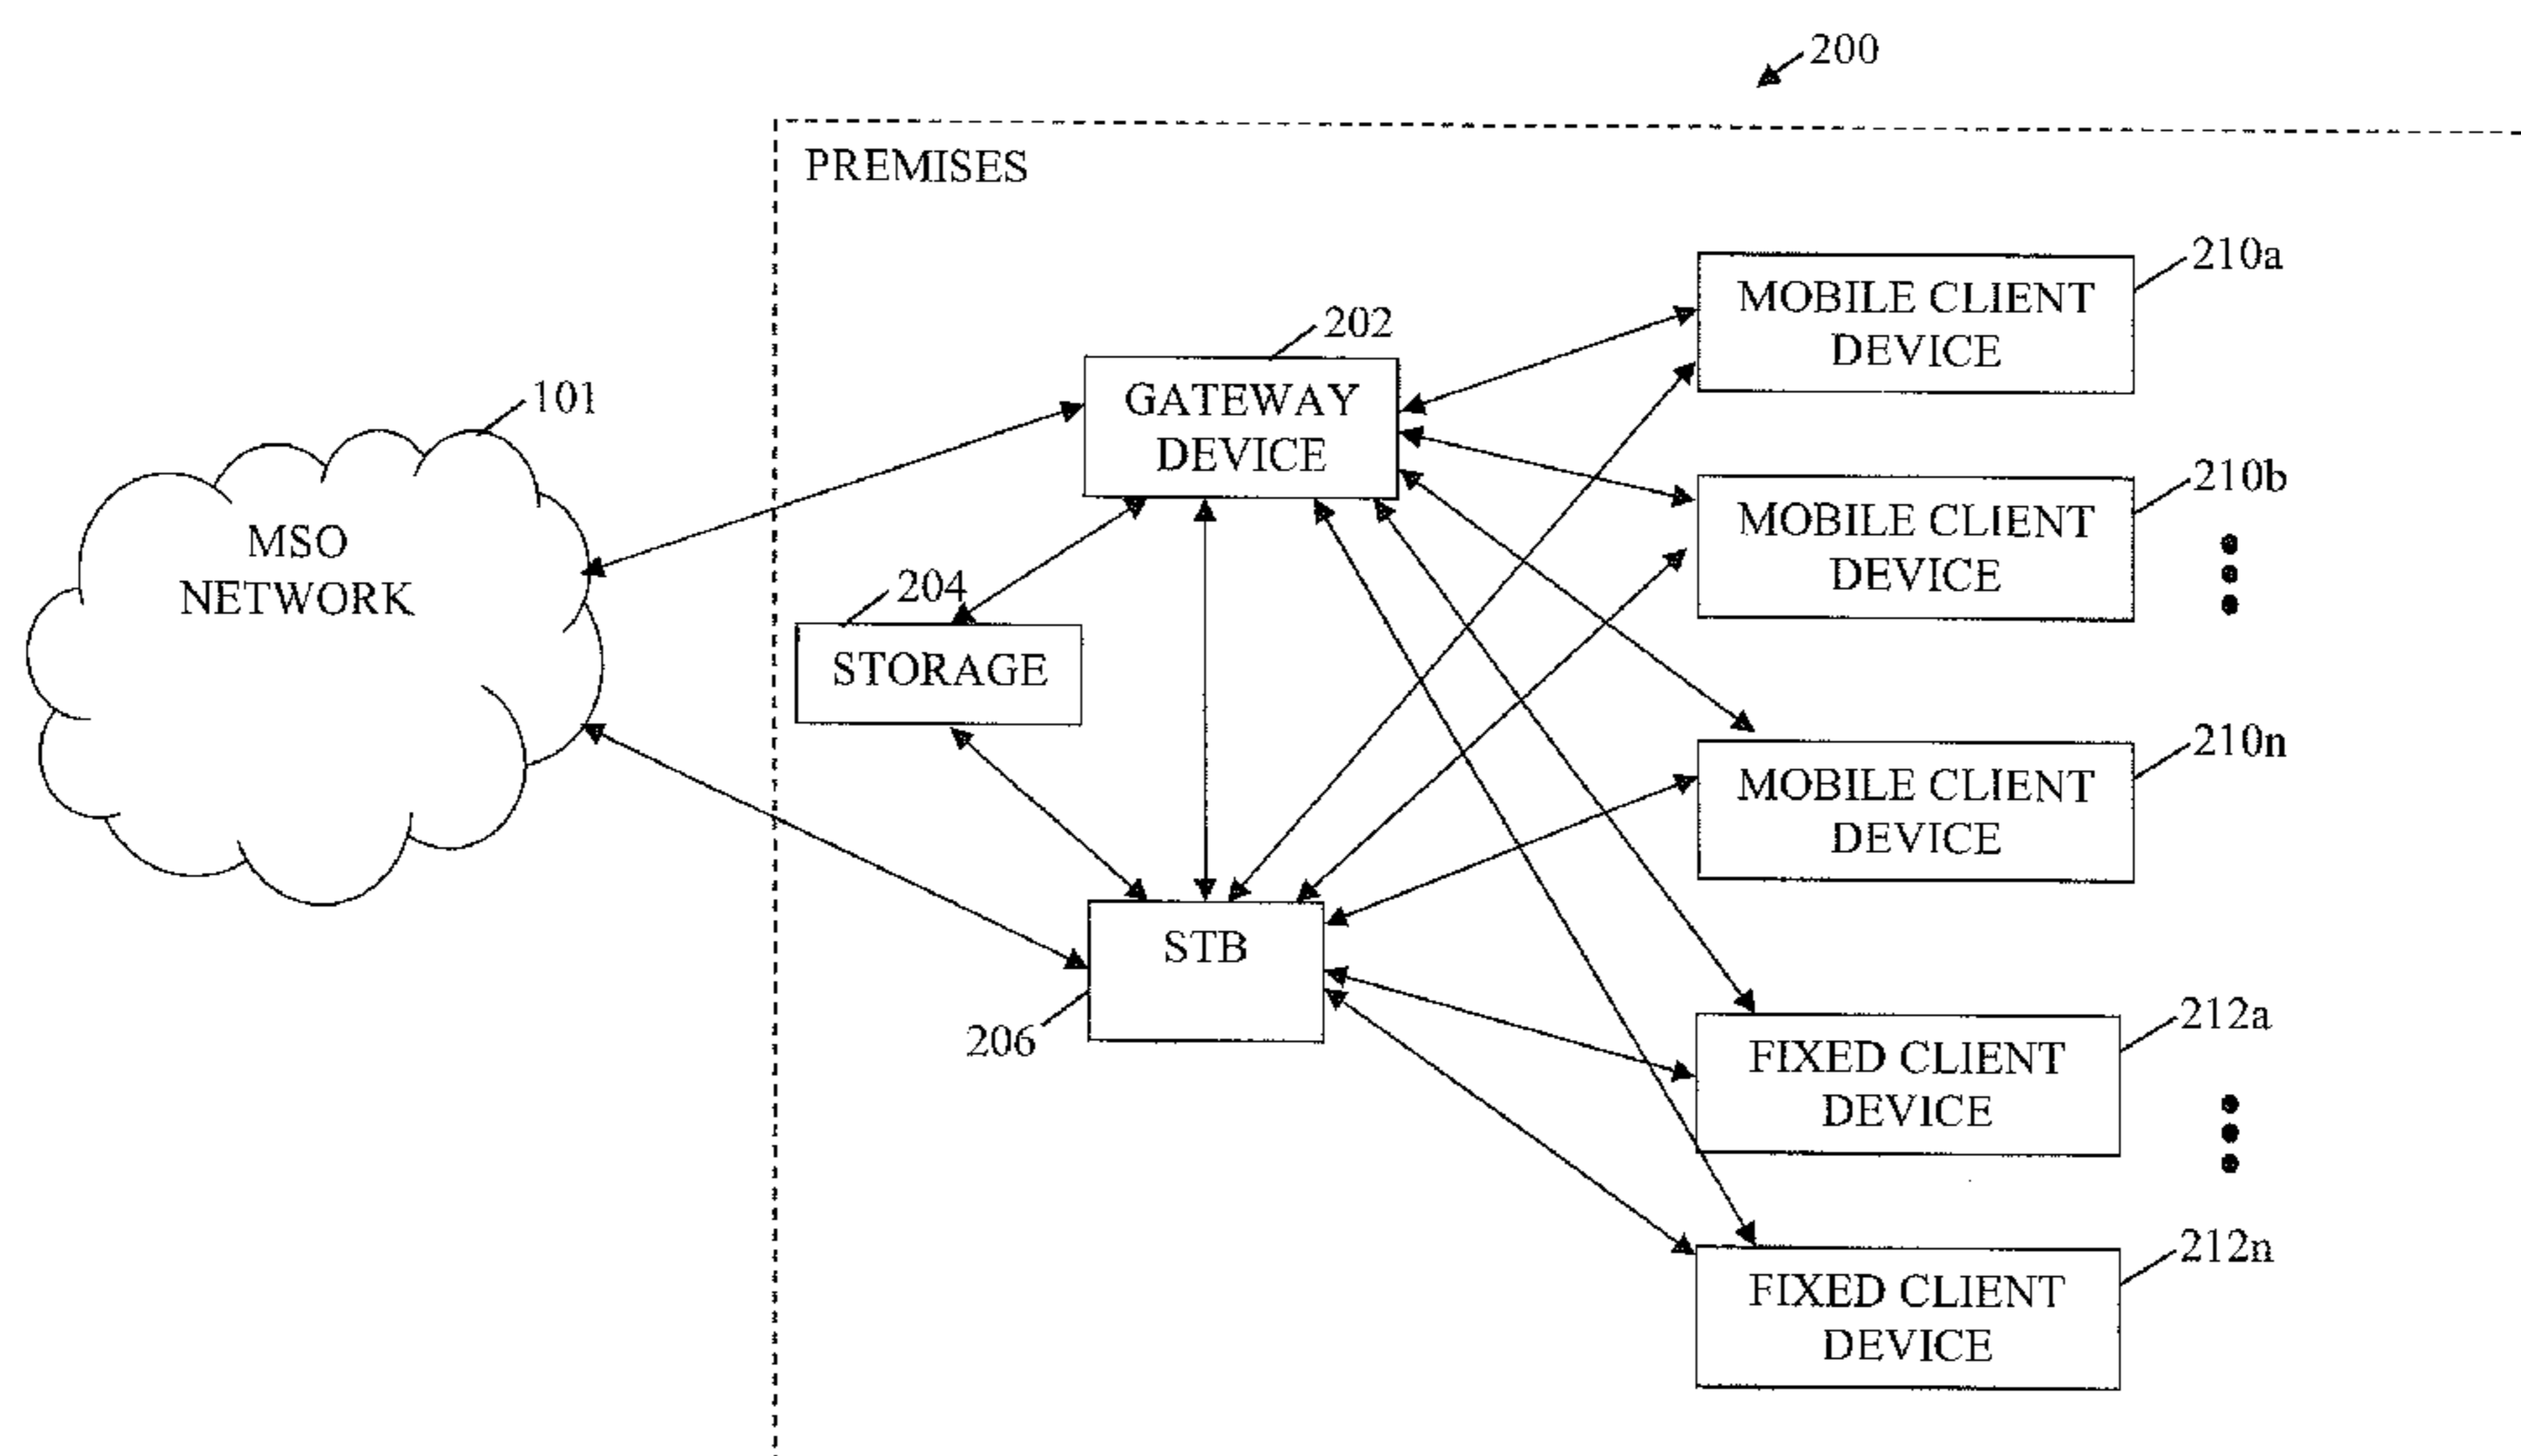 200
PREMISES
210a
MOBILE CLIENT
DEVICE
202
GATEWAY
DEVICE
101
210b
MOBILE CLIENT
DEVICE
MSO
NETWORK
204
STORAGE
210n
MOBILE CLIENT
DEVICE
STB
206
212a
FIXED CLIENT
DEVICE
212n
FIXED CLIENT
DEVICE